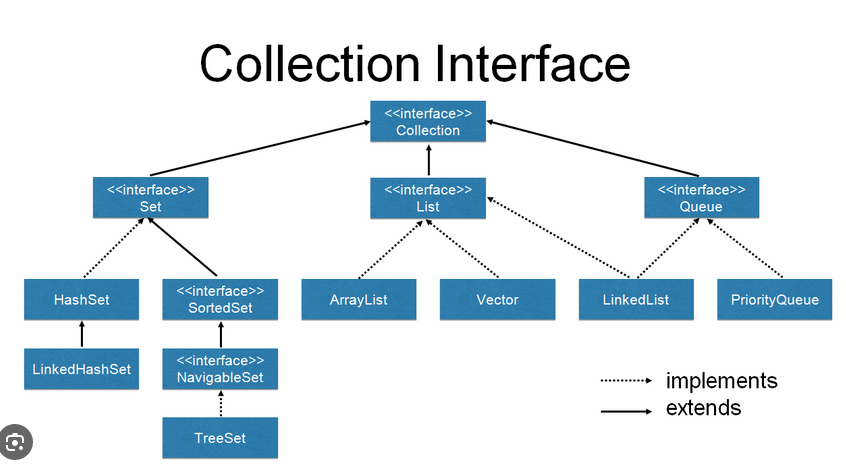 Collection Interface
<<interface>>
Collection
<<interface>>
Set
<<interface>>
List
<<interface>>
Queue
HashSet
<<interface>>
SortedSet
ArrayList
Vector
LinkedList
PriorityQueue
LinkedHashSet
<<interface>>
NavigableSet
TreeSet
implements
extends